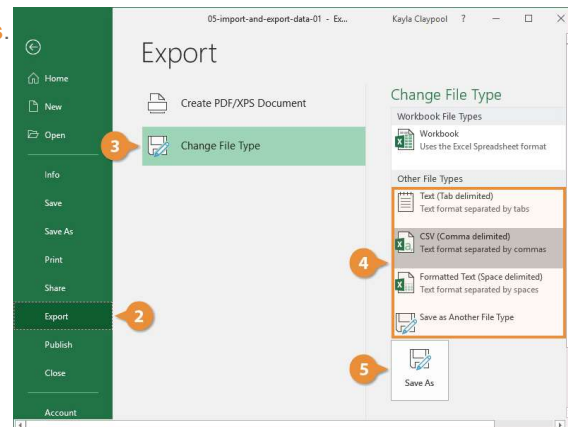 s.
05-import-and-export-data-01 - Ex... Kayla Claypool ?
Export
Home
New
Open
Info
Save
Save As
Print
Share
Export
Publish
Close
Account
2
Create PDF/XPS Document
3
Change File Type
Change File Type
Workbook File Types
Workbook
Uses the Excel Spreadsheet format
Other File Types
4
Text (Tab delimited)
Text format separated by tabs
CSV (Comma delimited)
Text format separated by commas
Formatted Text (Space delimited)
Text format separated by spaces
Save as Another File Type
5
Save As